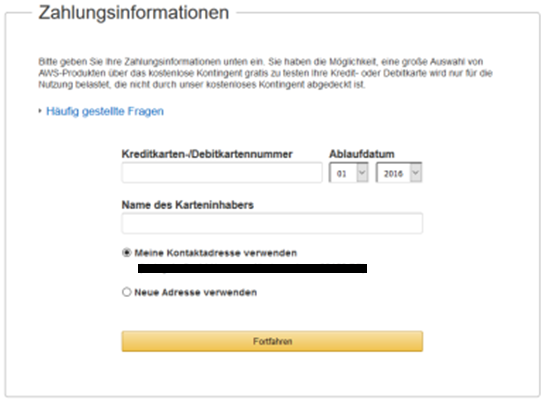 Zahlungsinformationen
Bitte geben Sie Ihre Zahlungsinformationen unten ein. Sie haben die Möglichkeit, eine große Auswahl von
AWS-Produkten über das kostenlose Kontingent gratis zu testen Ihre Kredit- oder Debitkarte wird nur für die
Nutzung belastet, die nicht durch unser kostenloses Kontingent abgedeckt ist.
Häufig gestellte Fragen
Kreditkarten-/Debitkartennummer Ablaufdatum
01 2016
Name des Karteninhabers
Meine Kontaktadresse verwenden
Neue Adresse verwenden
Fortfahren